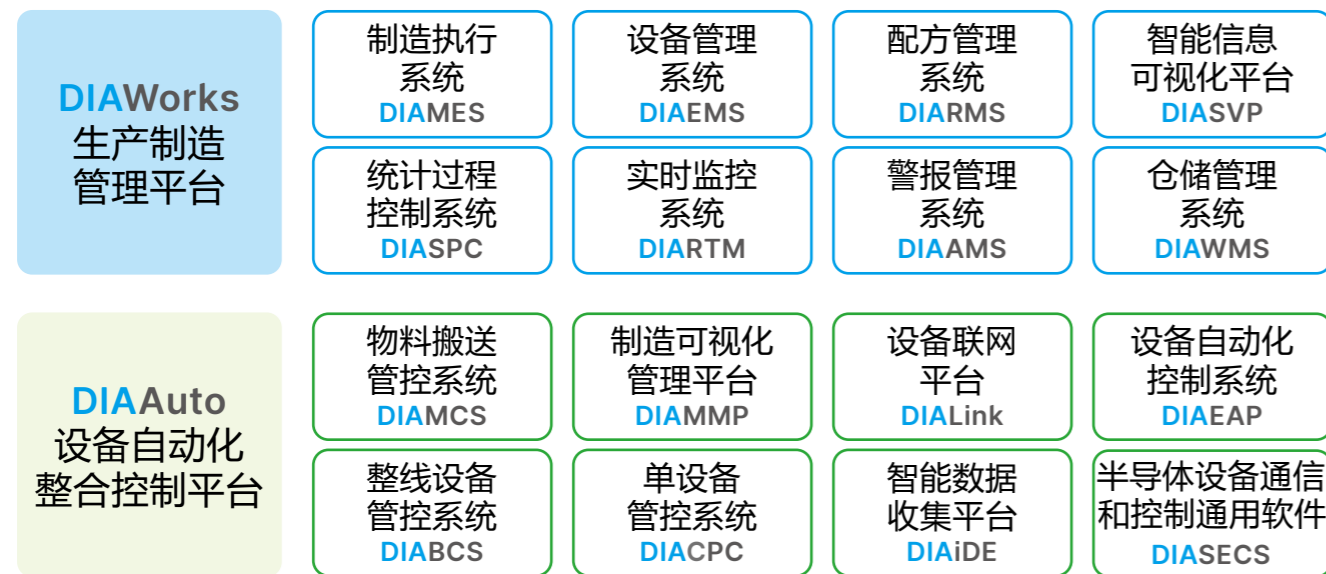 DIAWorks
生产制造
管理平台
制造执行
系统
DIAMES
设备管理
系统
DIAEMS
配方管理
系统
DIARMS
智能信息
可视化平台
DIASVP
统计过程
控制系统
DIASPC
实时监控
系统
DIARTM
警报管理
系统
DIAAMS
仓储管理
系统
DIAWMS
DIAAuto
设备自动化
整合控制平台
物料搬送
管控系统
DIAMCS
制造可视化
管理平台
DIAMMP
设备联网
平台
DIALink
设备自动化
控制系统
DIAEAP
整线设备
管控系统
DIABCS
单设备
管控系统
DIACPC
智能数据
收集平台
DIAiDE
半导体设备通信
和控制通用软件
DIASECS